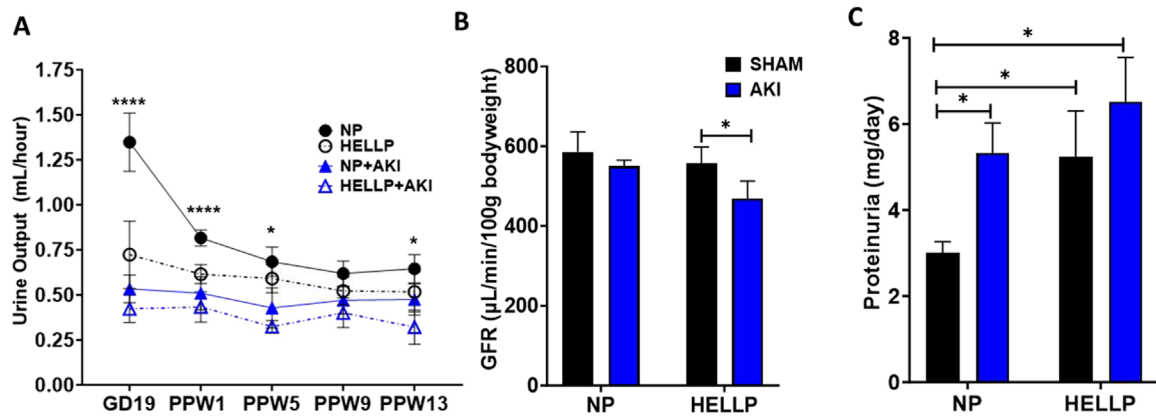 A
Urine Output (mL/hour)
1.75
1.50
1.25
1.00
0.75
0.50
0.25
0.00
****
****
*
*
NP
HELLP
NP+AKI
HELLP+AKI
GD19 PPW1 PPW5 PPW9 PPW13
B
GFR (µL/min/100g bodyweight)
800
600
400
200
0
SHAM
AKI
*
NP HELLP
C
Proteinuria (mg/day)
8
6
4
2
0
*
*
*
NP HELLP